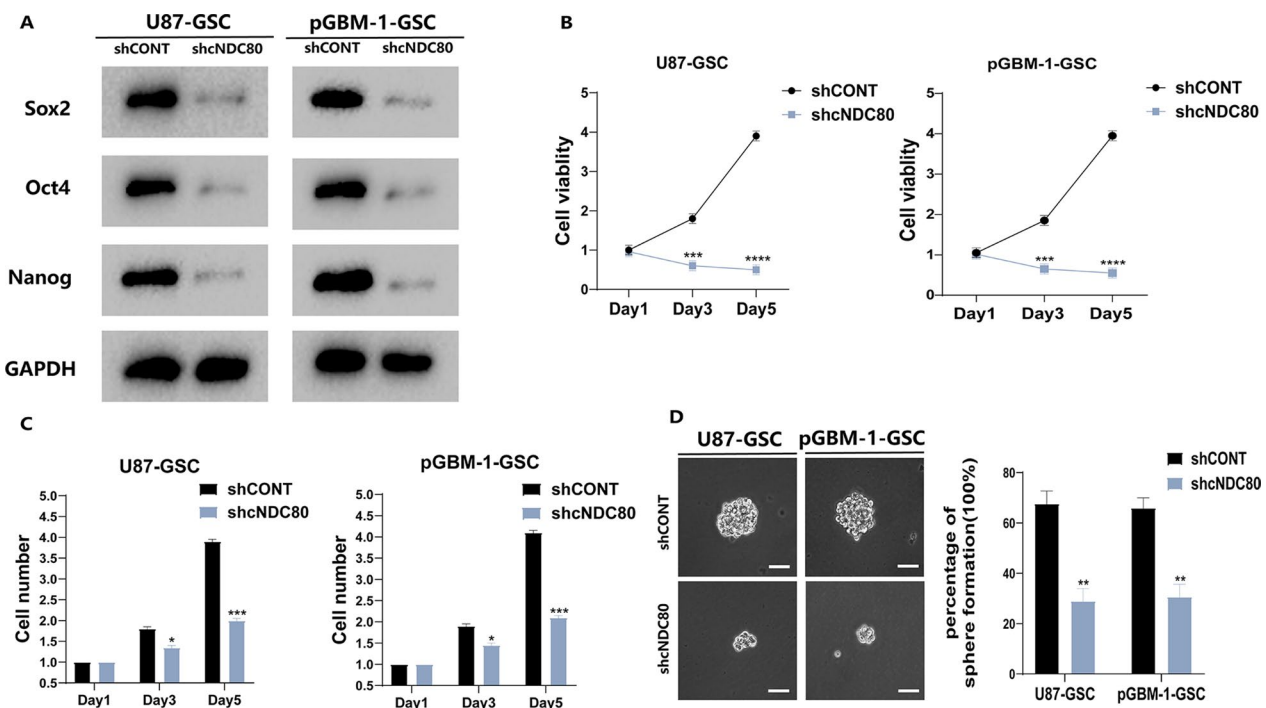 A
U87-GSC pGBM-1-GSC
shCONT shcNDC80 shCONT shcNDC80
Sox2
Oct4
Nanog
GAPDH
B
U87-GSC
shCONT
shcNDC80
Cell viablity
5
4
3
2
1
0
*** ****
Day1 Day3 Day5
pGBM-1-GSC
shCONT
shcNDC80
Cell viablity
5
4
3
2
1
0
*** ****
Day1 Day3 Day5
C
U87-GSC
shCONT
shcNDC80
Cell number
5.0
4.5
4.0
3.5
3.0
2.5
2.0
1.5
1.0
0.5
* ***
Day1 Day3 Day5
pGBM-1-GSC
shCONT
shcNDC80
Cell number
5.0
4.5
4.0
3.5
3.0
2.5
2.0
1.5
1.0
0.5
* ***
Day1 Day3 Day5
D
U87-GSC pGBM-1-GSC
shCONT
shcNDC80
shCONT
shcNDC80
percentage of
sphere formation(100%)
80
60
40
20
0
** **
U87-GSC pGBM-1-GSC